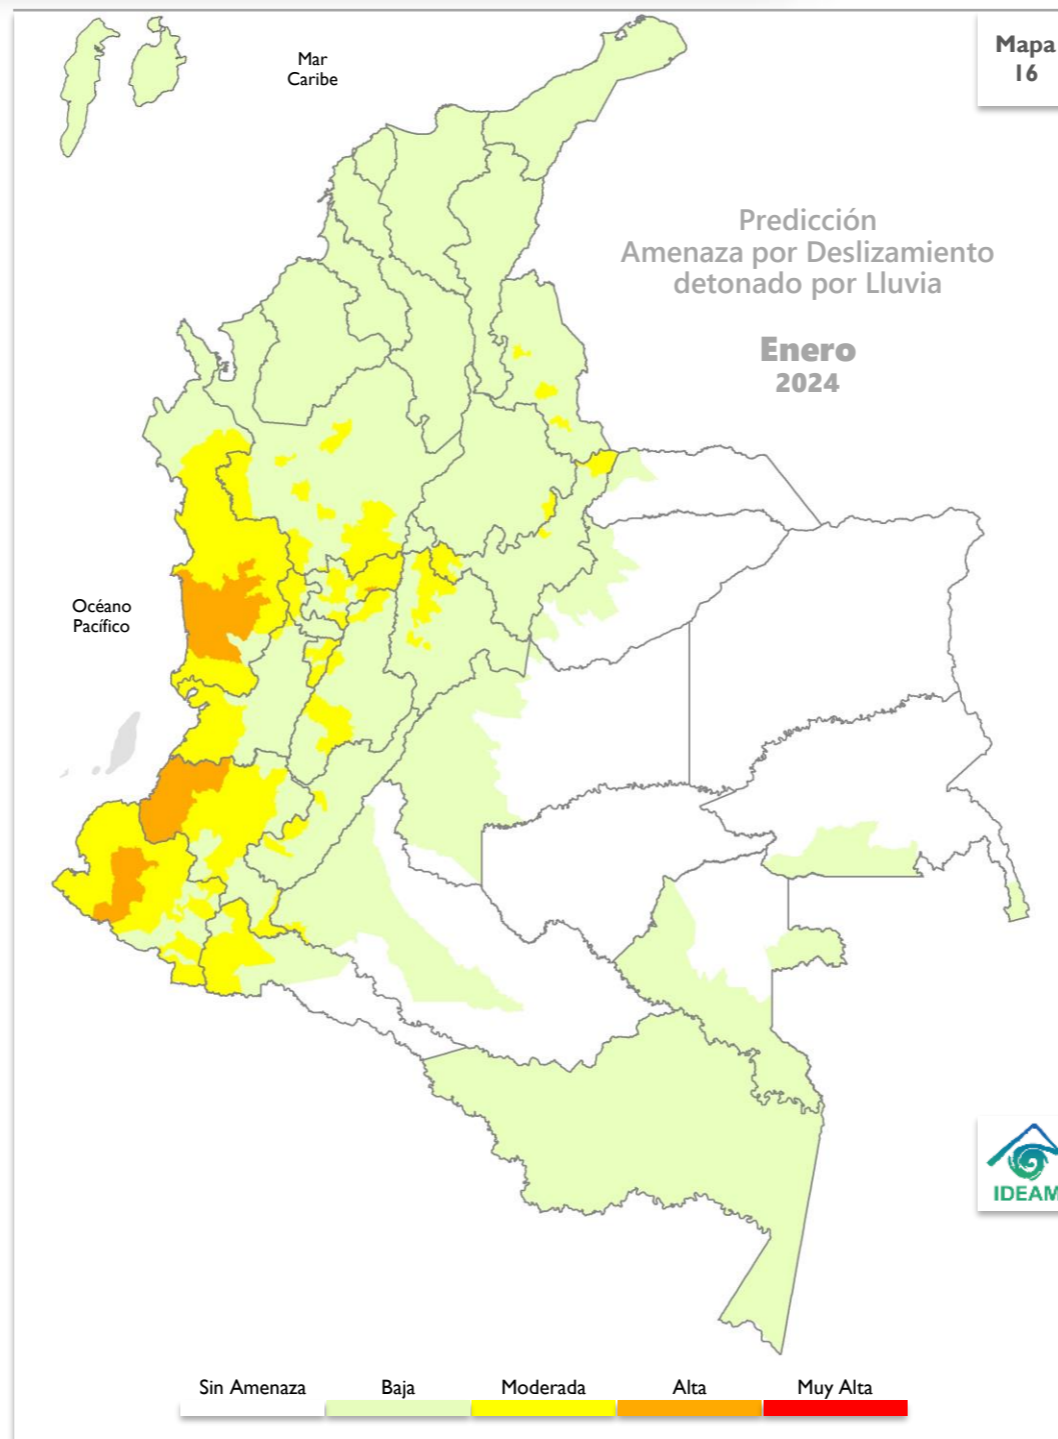 Mar
Caribe
Mapa
16
Predicción
Amenaza por Deslizamiento
detonado por Lluvia
Enero
2024
Océano
Pacífico
IDEAM
Sin Amenaza Baja Moderada Alta Muy Alta